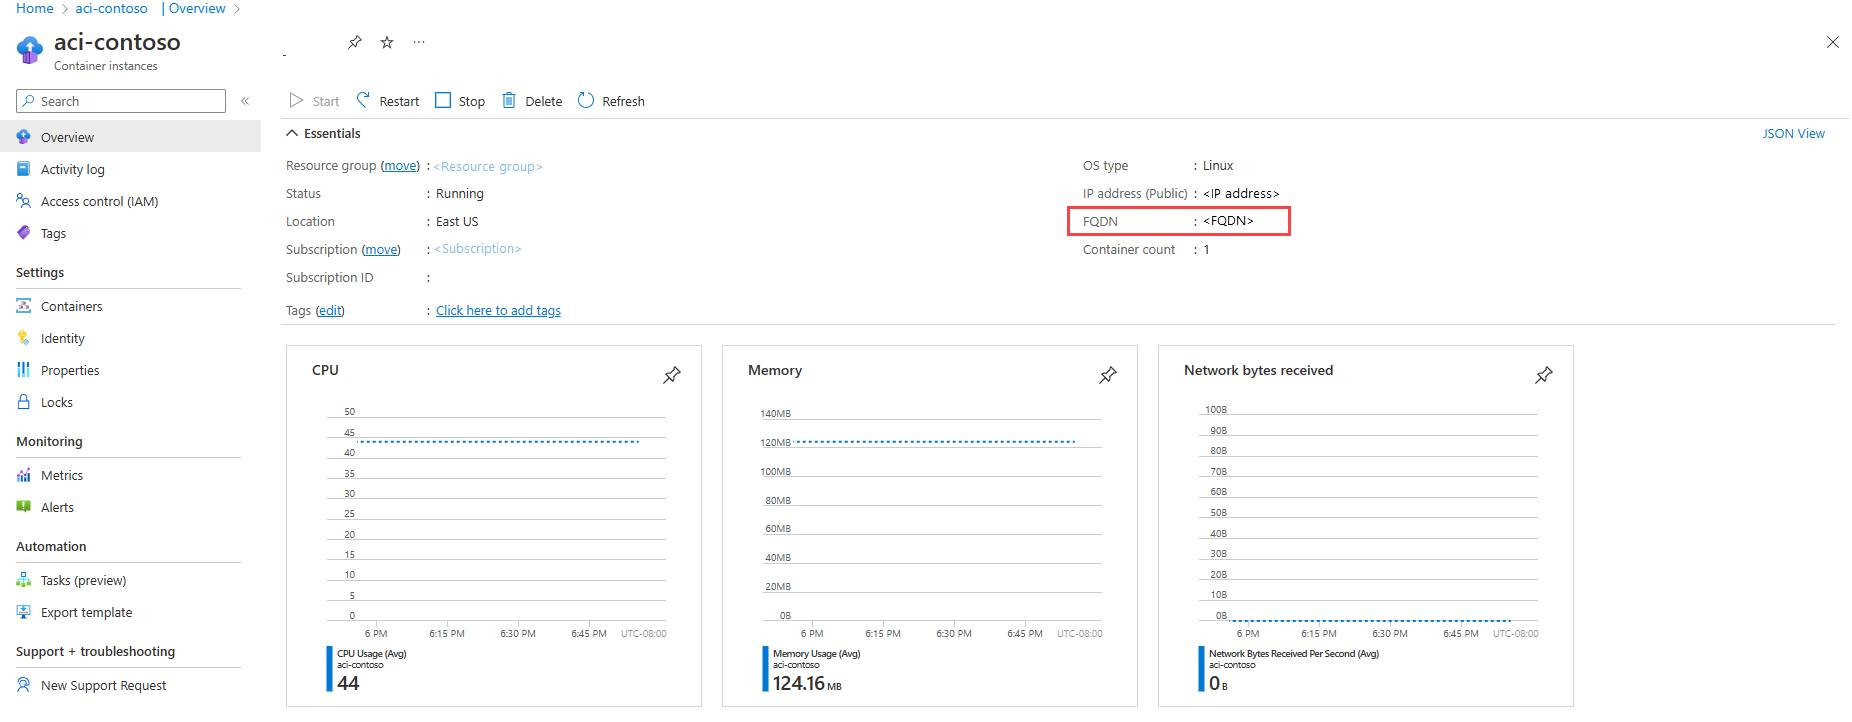 Home > aci-contoso | Overview >
aci-contoso
Container instances
Search
Overview
Activity log
Access control (IAM)
Tags
Settings
Containers
Identity
Properties
Locks
Monitoring
Metrics
Alerts
Automation
Tasks (preview)
Export template
Support + troubleshooting
New Support Request
Start Restart Stop Delete Refresh
Essentials
JSON View
Resource group (move) : <Resource group>
Status : Running
Location : East US
Subscription (move) : <Subscription>
Subscription ID :
Tags (edit) : Click here to add tags
OS type : Linux
IP address (Public) : <IP address>
FQDN : <FQDN>
Container count : 1
CPU
50
45
40
35
30
25
20
15
10
5
0
6 PM 6:15 PM 6:30 PM 6:45 PM UTC-08:00
CPU Usage (Avg)
aci-contoso
44
Memory
140MB
120MB
100MB
80MB
60MB
40MB
20MB
0B
6 PM 6:15 PM 6:30 PM 6:45 PM UTC-08:00
Memory Usage (Avg)
aci-contoso
124.16 MB
Network bytes received
100B
90B
80B
70B
60B
50B
40B
30B
20B
10B
0B
6 PM 6:15 PM 6:30 PM 6:45 PM UTC-08:00
Network Bytes Received Per Second (Avg)
aci-contoso
0 B